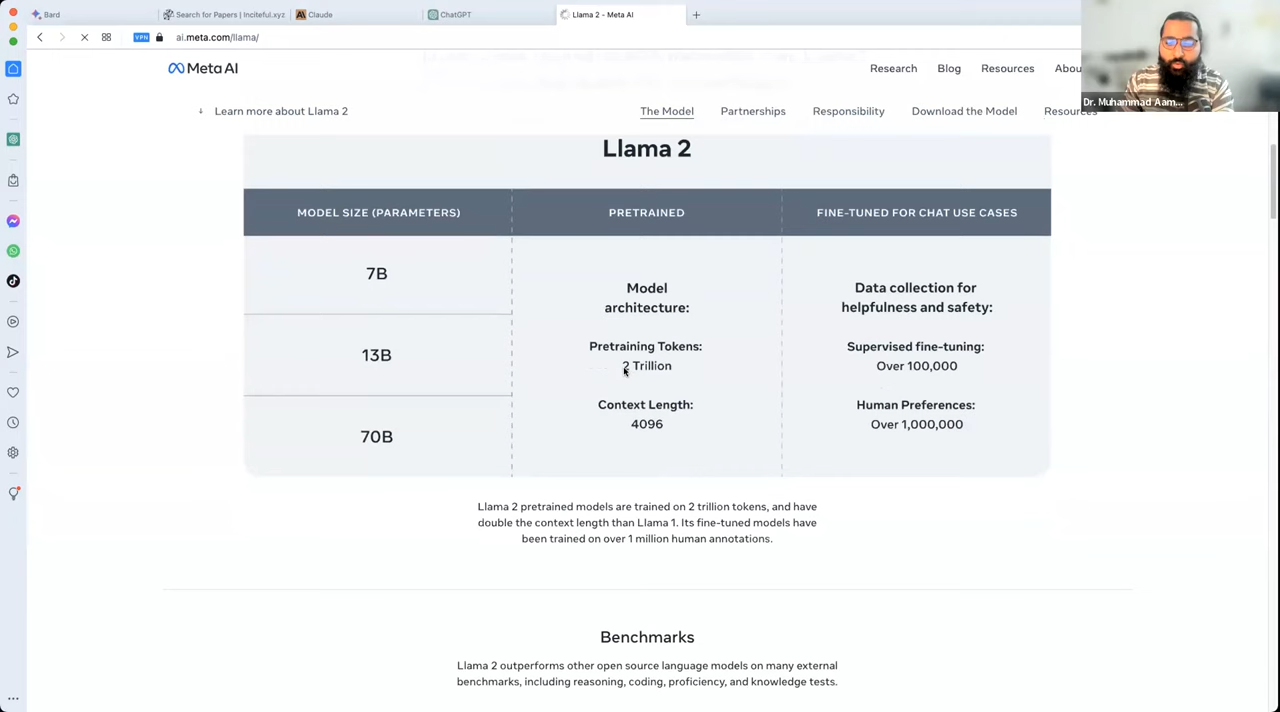 Bard
Search for Papers | Inciteful.xyz
Claude
ChatGPT
Llama 2 - Meta AI
VPN
ai.meta.com/llama/
Meta AI
Research
Blog
Resources
Abou
Dr. Muhammad Aam...
Learn more about Llama 2
The Model
Partnerships
Responsibility
Download the Model
Resources
Llama 2
MODEL SIZE (PARAMETERS)
PRETRAINED
FINE-TUNED FOR CHAT USE CASES
7B
13B
70B
Model
architecture:
Pretraining Tokens:
2 Trillion
Context Length:
4096
Data collection for
helpfulness and safety:
Supervised fine-tuning:
Over 100,000
Human Preferences:
Over 1,000,000
Llama 2 pretrained models are trained on 2 trillion tokens, and have
double the context length than Llama 1. Its fine-tuned models have
been trained on over 1 million human annotations.
Benchmarks
Llama 2 outperforms other open source language models on many external
benchmarks, including reasoning, coding, proficiency, and knowledge tests.